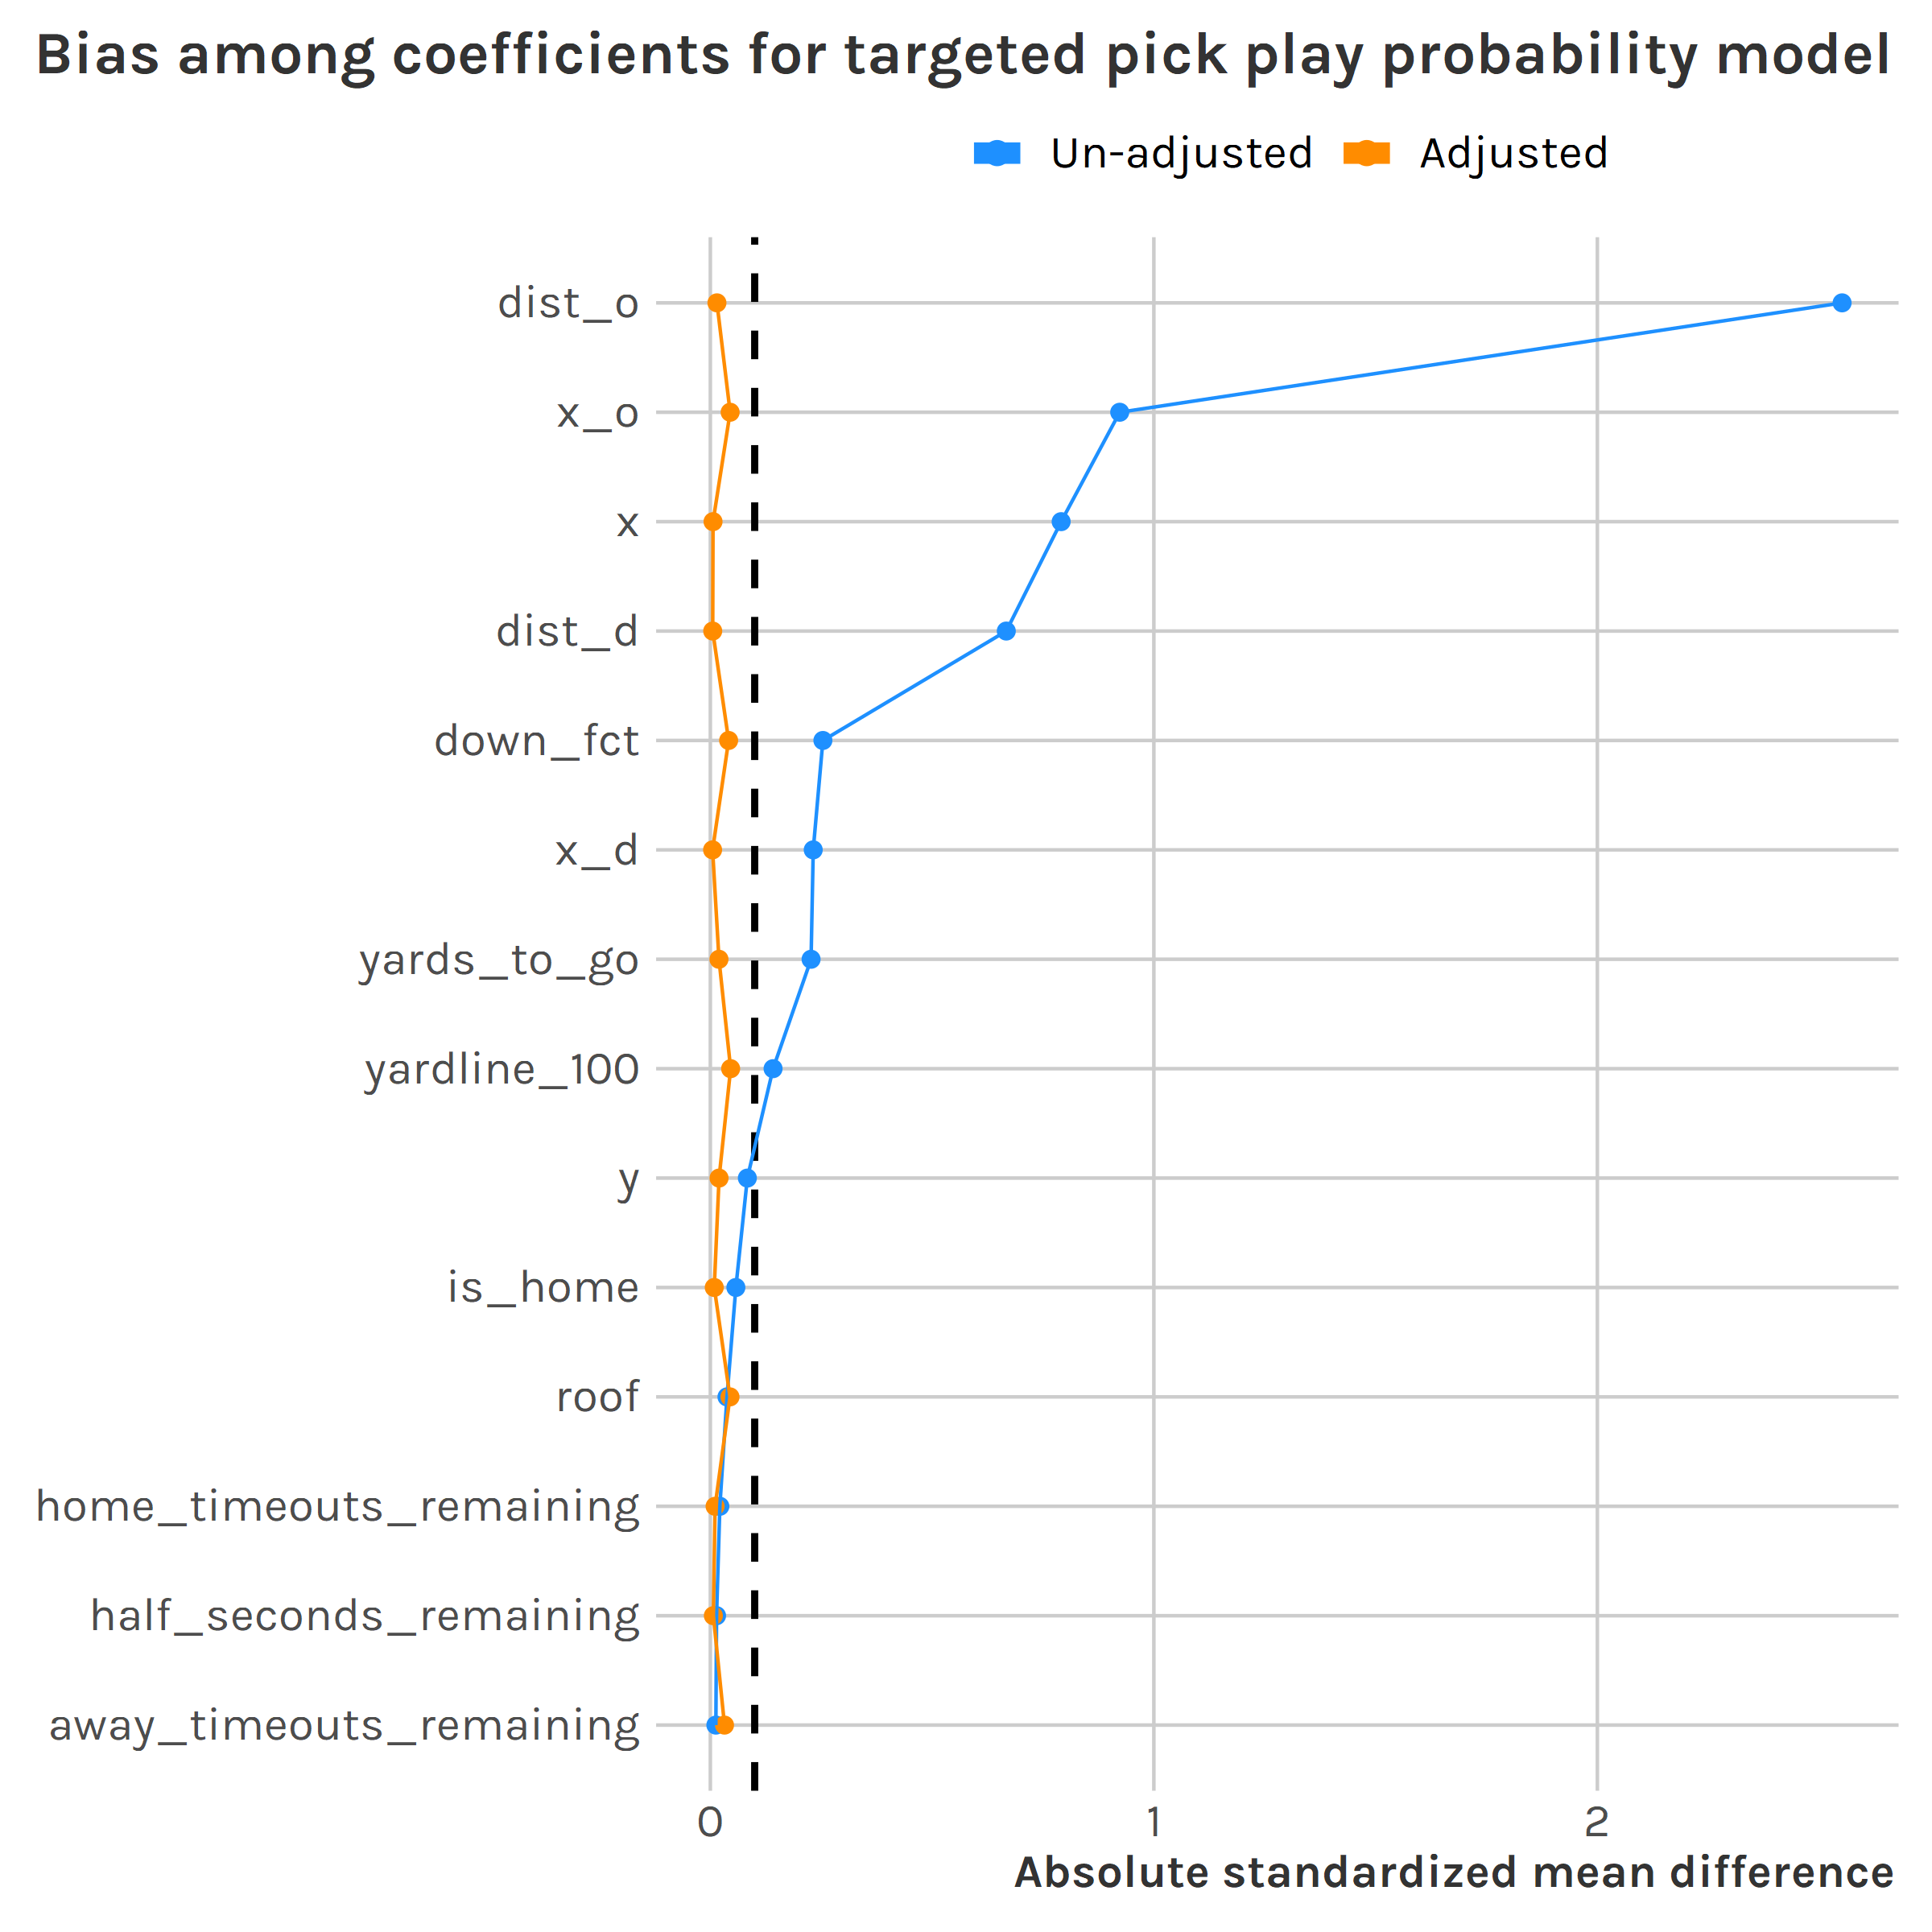 Bias among coefficients for targeted pick play probability model
Un-adjusted Adjusted
dist_o
x_o
x
dist_d
down_fct
x_d
yards_to_go
yardline_100
y
is_home
roof
home_timeouts_remaining
half_seconds_remaining
away_timeouts_remaining
0 1 2
Absolute standardized mean difference